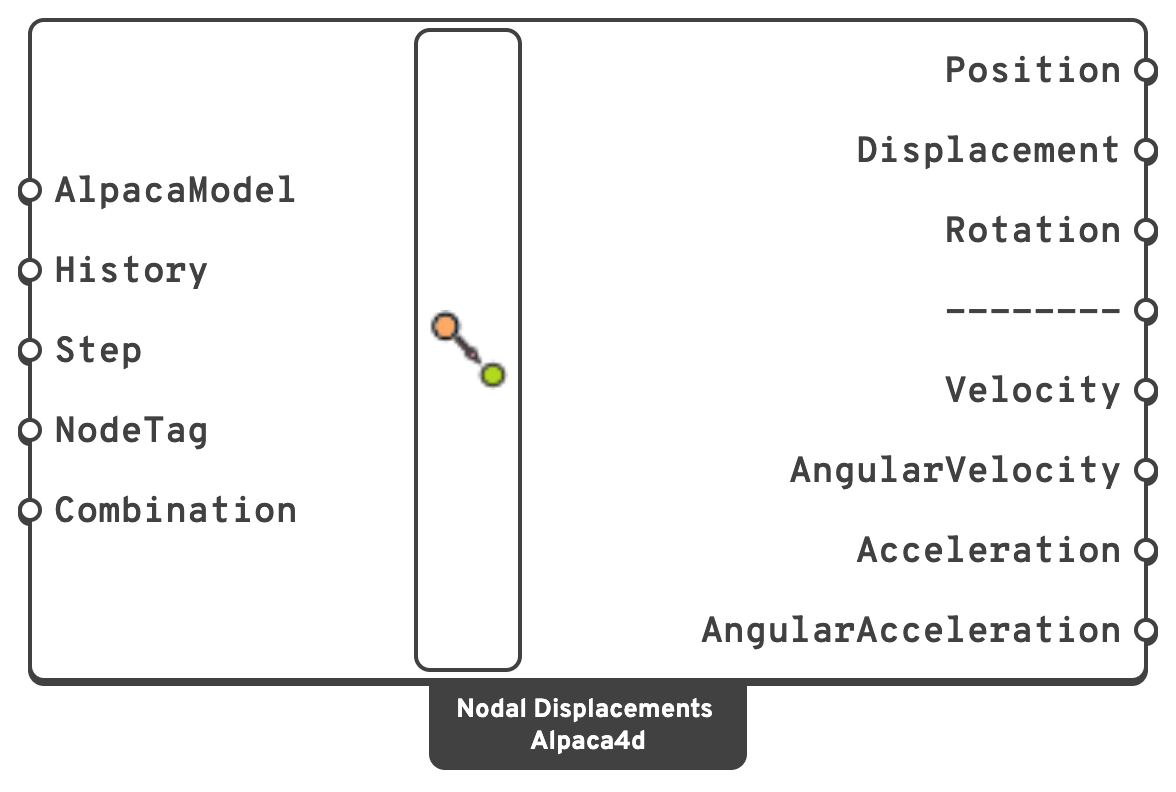 AlpacaModel
History
Step
NodeTag
Combination
Position
Displacement
Rotation
--------
Velocity
AngularVelocity
Acceleration
AngularAcceleration
Nodal Displacements
Alpaca4d